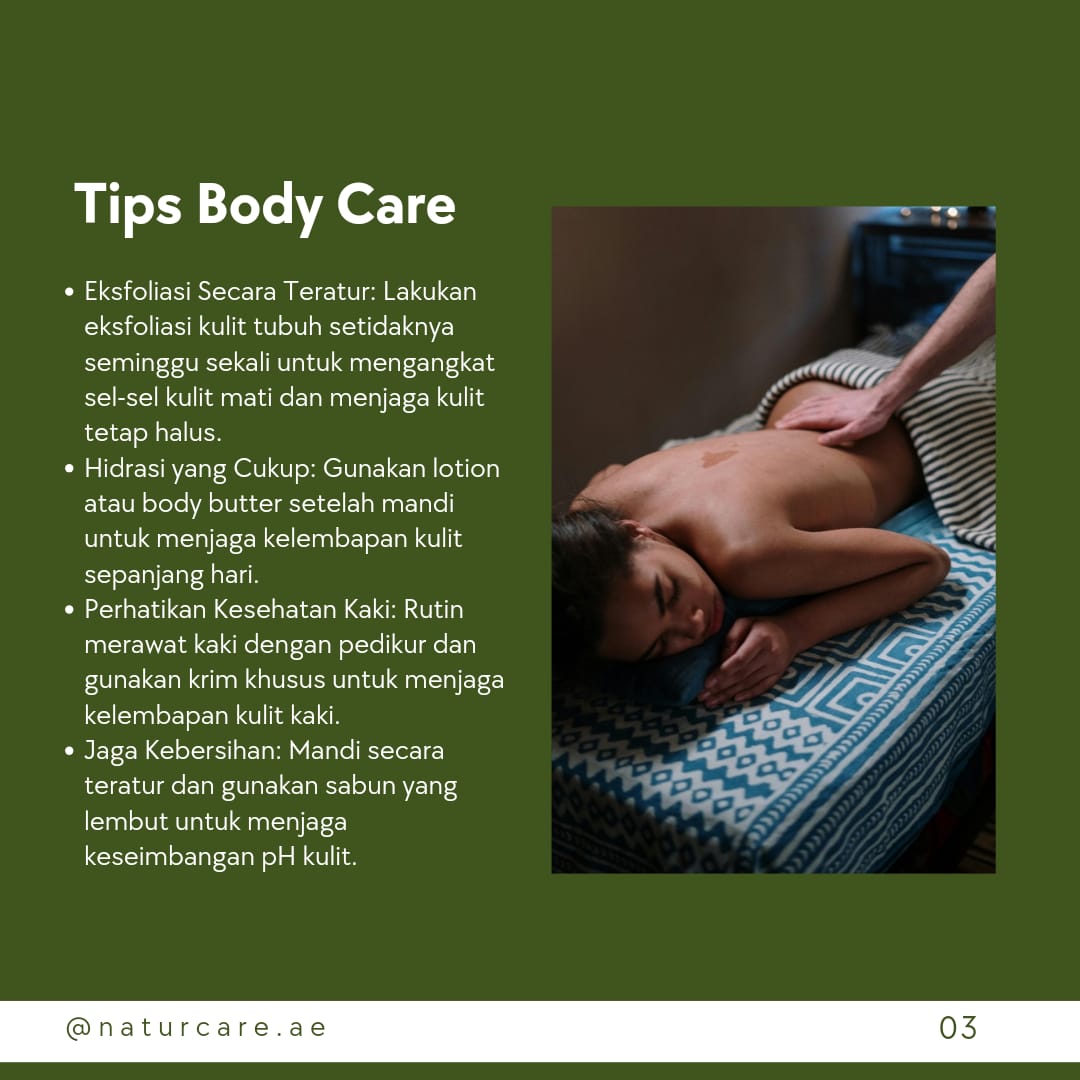 Tips Body Care
• Eksfoliasi Secara Teratur: Lakukan
eksfoliasi kulit tubuh setidaknya
seminggu sekali untuk mengangkat
sel-sel kulit mati dan menjaga kulit
tetap halus.
• Hidrasi yang Cukup: Gunakan lotion
atau body butter setelah mandi
untuk menjaga kelembapan kulit
sepanjang hari.
• Perhatikan Kesehatan Kaki: Rutin
merawat kaki dengan pedikur dan
gunakan krim khusus untuk menjaga
kelembapan kulit kaki.
• Jaga Kebersihan: Mandi secara
teratur dan gunakan sabun yang
lembut untuk menjaga
keseimbangan pH kulit.
@naturcare.ae
03